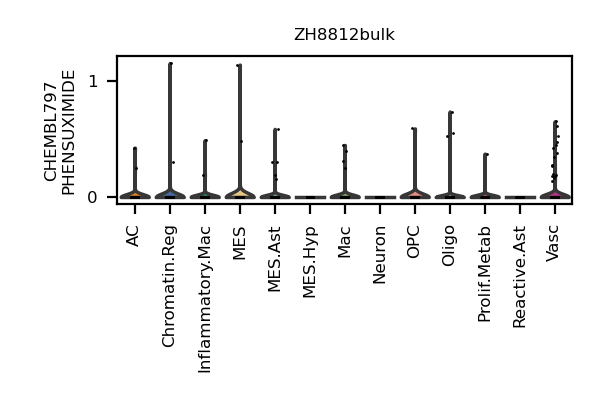 ZH8812bulk
CHEMBL797
PHENSUXIMIDE
1
0
AC
Chromatin.Reg
Inflammatory.Mac
MES
MES.Ast
MES.Hyp
Mac
Neuron
OPC
Oligo
Prolif.Metab
Reactive.Ast
Vasc